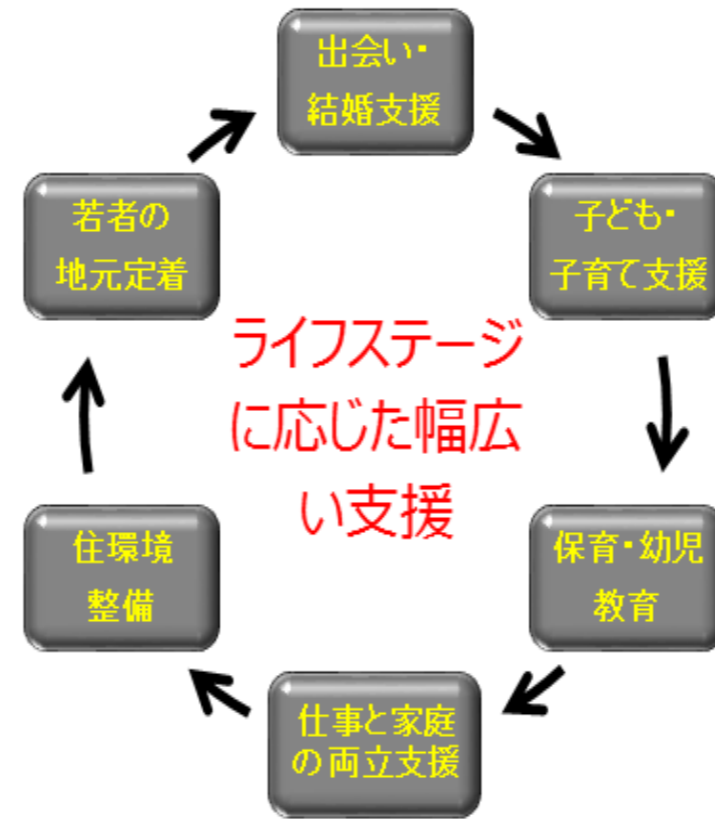 出会い・
結婚支援
子ども・
子育て支援
保育・幼児
教育
仕事と家庭
の両立支援
住環境
整備
若者の
地元定着
ライフステージ
に応じた幅広
い支援